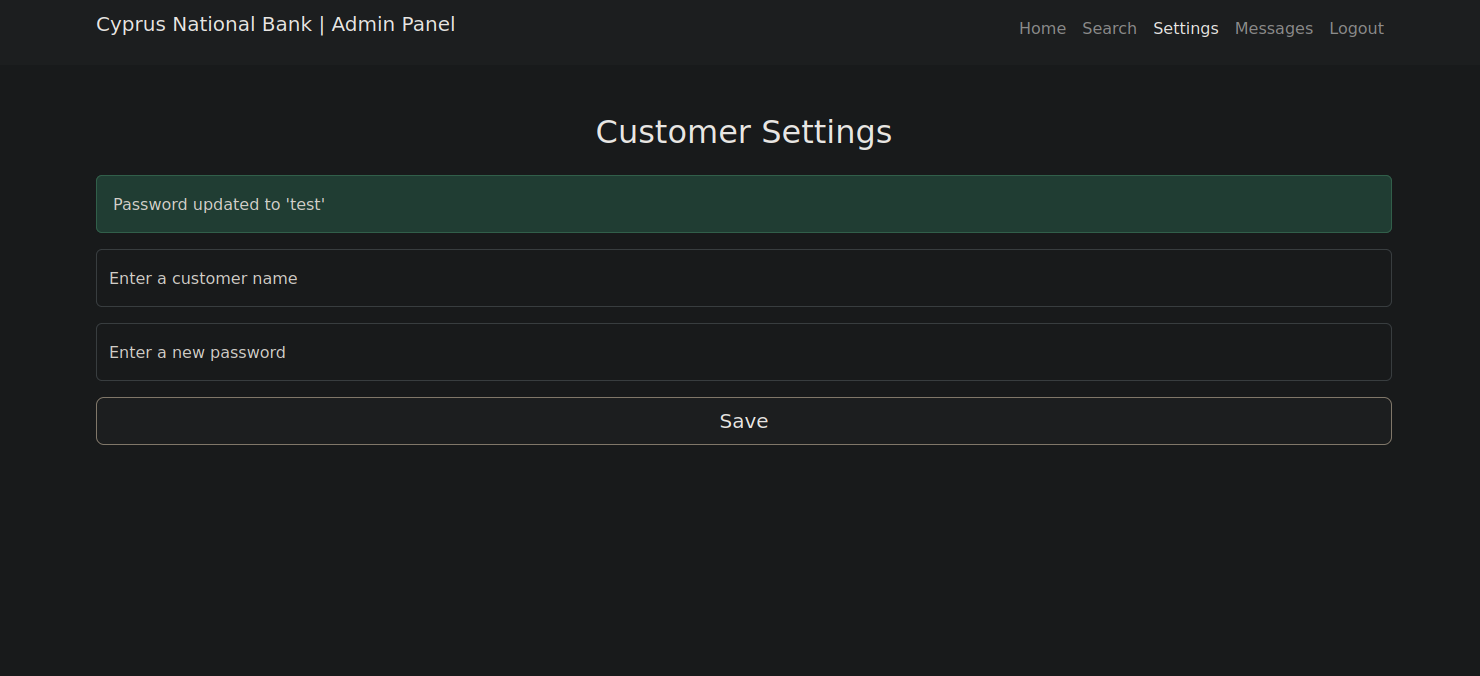 Cyprus National Bank | Admin Panel
Home Search Settings Messages Logout
Customer Settings
Password updated to 'test'
Enter a customer name
Enter a new password
Save